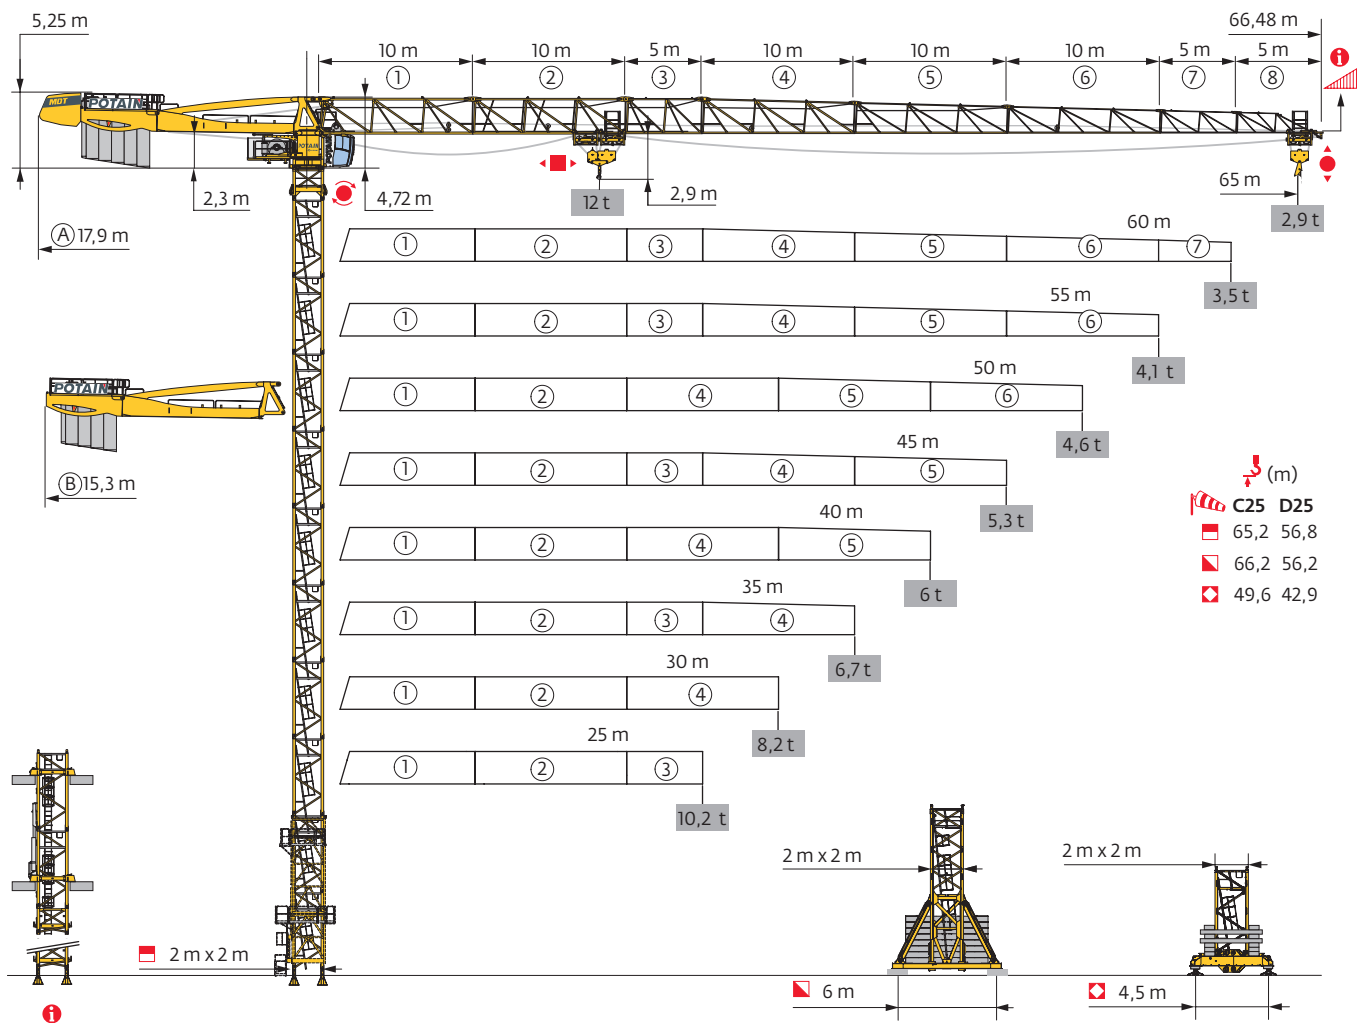 5,25 m
66,48 m
10 m 10 m 5 m 10 m 10 m 10 m 5 m 5 m
1 2 3 4 5 6 7 8
i
MDT
POTAIN
POTAIN
2,3 m
4,72 m
12 t
2,9 m
65 m
2,9 t
A 17,9 m
60 m
1 2 3 4 5 6 7
3,5 t
55 m
1 2 3 4 5 6
4,1 t
POTAIN
50 m
1 2 4 5 6
4,6 t
B 15,3 m
45 m
1 2 3 4 5
5,3 t
(m)
C25 D25
65,2 56,8
66,2 56,2
49,6 42,9
40 m
1 2 4 5
6 t
35 m
1 2 3 4
6,7 t
30 m
1 2 4
8,2 t
25 m
1 2 3
10,2 t
2 m x 2 m
2 m x 2 m
2 m x 2 m
6 m
4,5 m
i